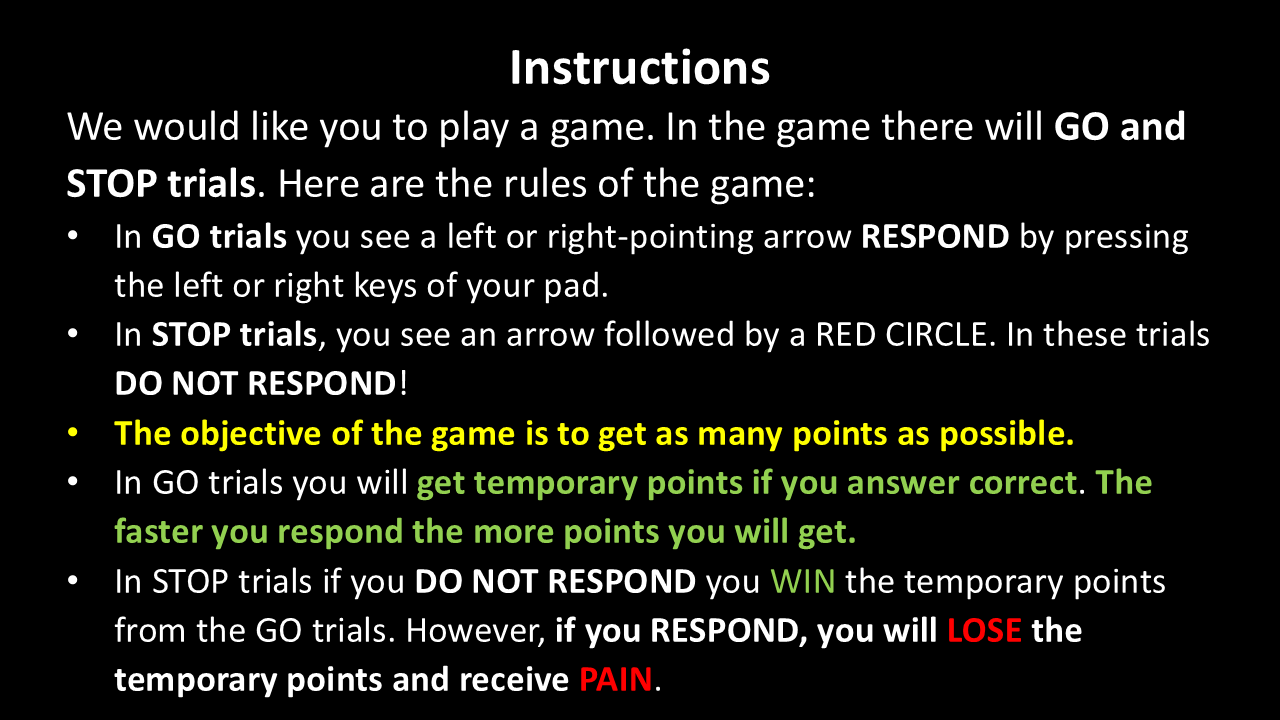 Instructions
We would like you to play a game. In the game there will GO and
STOP trials. Here are the rules of the game:
• In GO trials you see a left or right-pointing arrow RESPOND by pressing
the left or right keys of your pad.
• In STOP trials, you see an arrow followed by a RED CIRCLE. In these trials
DO NOT RESPOND!
• The objective of the game is to get as many points as possible.
• In GO trials you will get temporary points if you answer correct. The
faster you respond the more points you will get.
• In STOP trials if you DO NOT RESPOND you WIN the temporary points
from the GO trials. However, if you RESPOND, you will LOSE the
temporary points and receive PAIN.